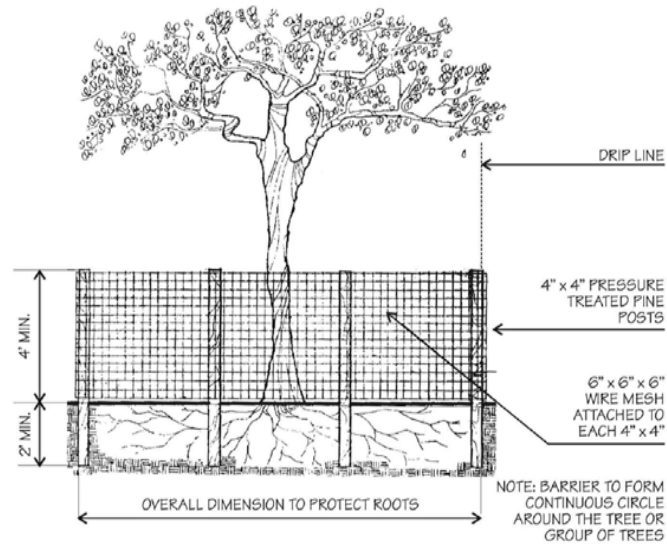 DRIP LINE
4" x 4" PRESSURE
TREATED PINE
POSTS
4' MIN.
6" x 6" x 6"
WIRE MESH
ATTACHED TO
EACH 4" x 4"
2' MIN.
OVERALL DIMENSION TO PROTECT ROOTS
NOTE: BARRIER TO FORM
CONTINUOUS CIRCLE
AROUND THE TREE OR
GROUP OF TREES